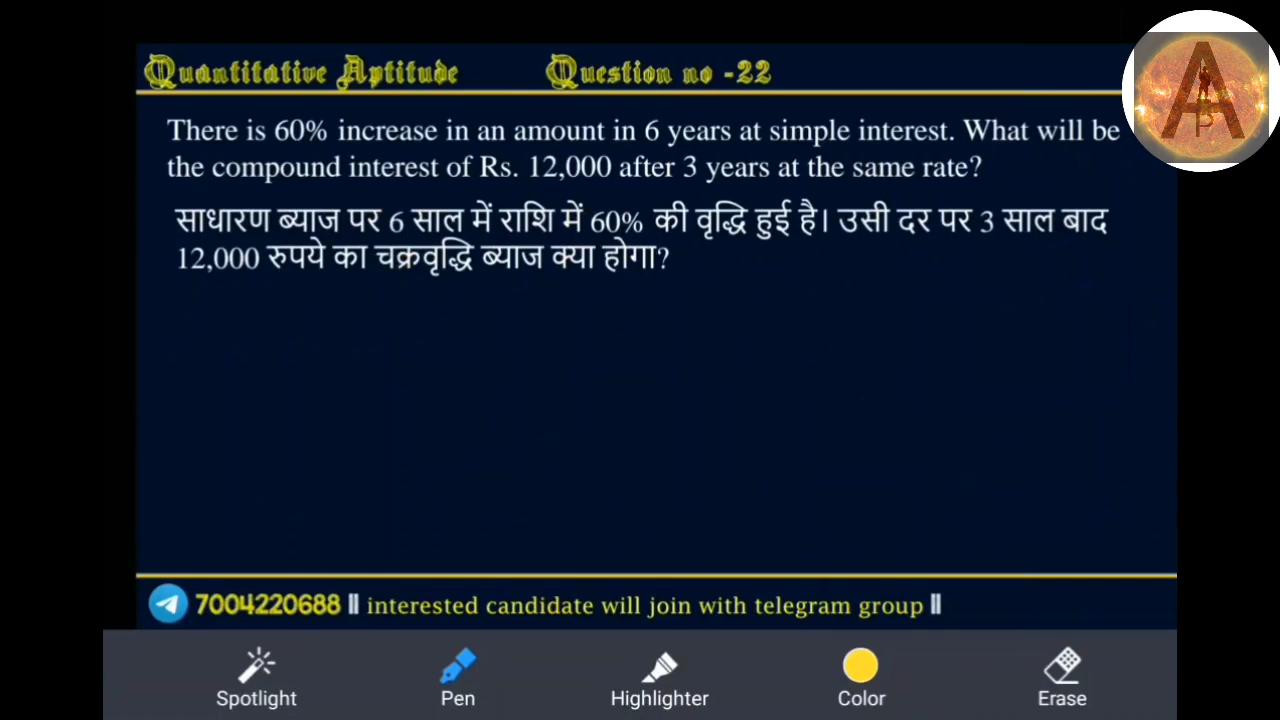 Quantitative Aptitude Question no -22
There is 60% increase in an amount in 6 years at simple interest. What will be
the compound interest of Rs. 12,000 after 3 years at the same rate?
साधारण ब्याज पर 6 साल में राशि में 60% की वृद्धि हुई है। उसी दर पर 3 साल बाद
12,000 रुपये का चक्रवृद्धि ब्याज क्या होगा?
7004220688 || interested candidate will join with telegram group ||
Spotlight Pen Highlighter Color Erase